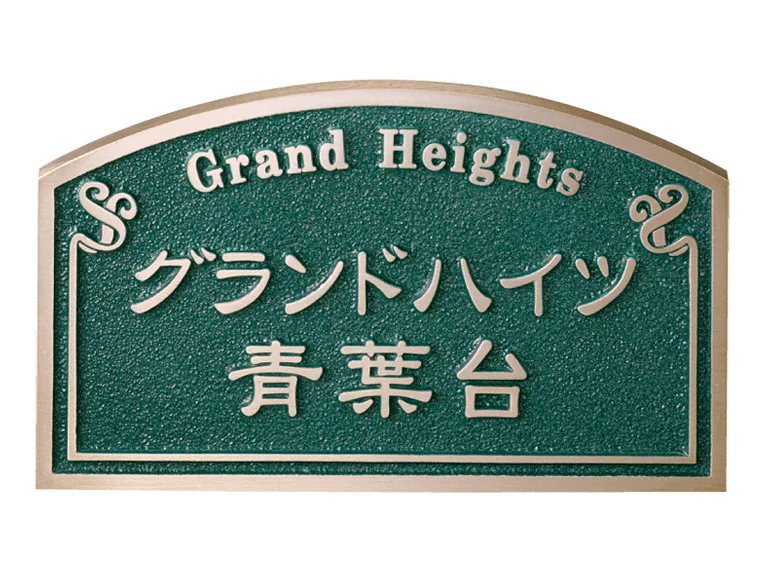 Grand Heights
グランドハイツ
青葉台